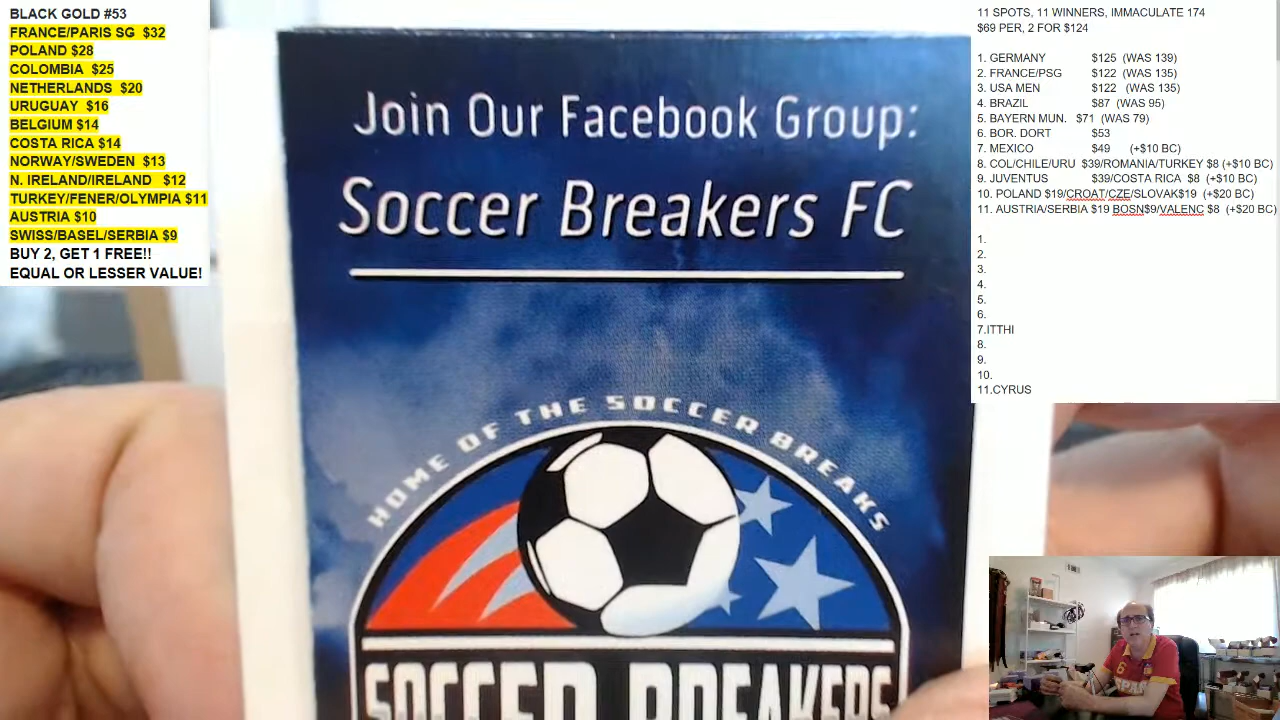 BLACK GOLD #53
FRANCE/PARIS SG $32
POLAND $28
COLOMBIA $25
NETHERLANDS $20
URUGUAY $16
BELGIUM $14
COSTA RICA $14
NORWAY/SWEDEN $13
N. IRELAND/IRELAND $12
TURKEY/FENER/OLYMPIA $11
AUSTRIA $10
SWISS/BASEL/SERBIA $9
BUY 2, GET 1 FREE!!
EQUAL OR LESSER VALUE!
Join Our Facebook Group:
Soccer Breakers FC
HOME OF THE SOCCER BREAKS
SOCCER BREAKERS
11 SPOTS, 11 WINNERS, IMMACULATE 174
$69 PER, 2 FOR $124
1. GERMANY $125 (WAS 139)
2. FRANCE/PSG $122 (WAS 135)
3. USA MEN $122 (WAS 135)
4. BRAZIL $87 (WAS 95)
5. BAYERN MUN. $71 (WAS 79)
6. BOR. DORT $53
7. MEXICO $49 (+$10 BC)
8. COL/CHILE/URU $39/ROMANIA/TURKEY $8 (+$10 BC)
9. JUVENTUS $39/COSTA RICA $8 (+$10 BC)
10. POLAND $19/CROAT/CZE/SLOVAK$19 (+$20 BC)
11. AUSTRIA/SERBIA $19 BOSN$9/VALENC $8 (+$20 BC)
1.
2.
3.
4.
5.
6.
7.ITTHI
8.
9.
10.
11.CYRUS
6